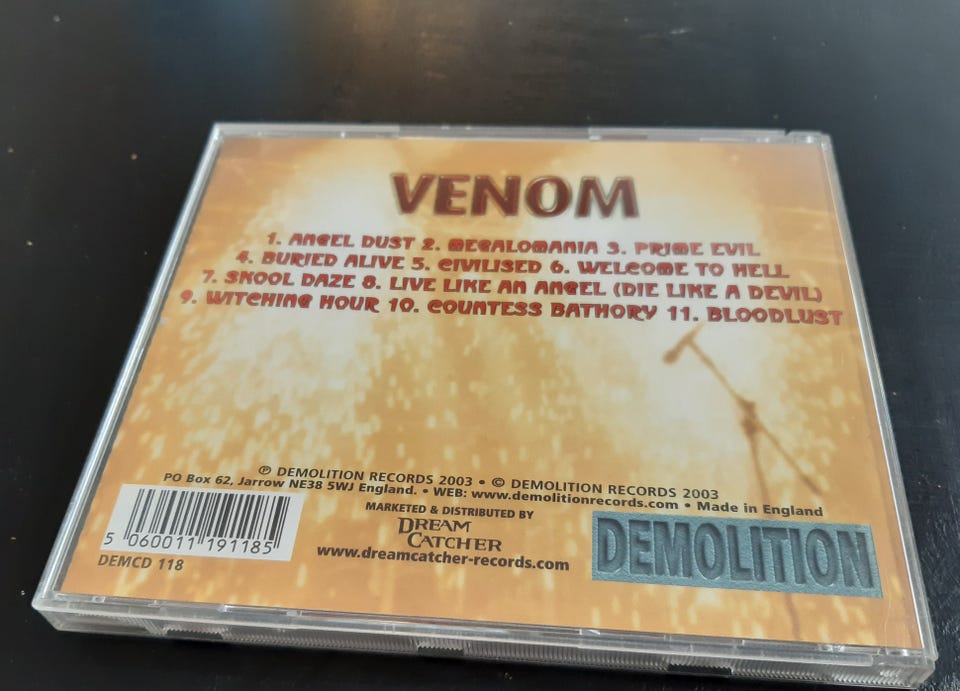 VENOM
1. ANGEL DUST 2. MEGALOMANIA 3. PRIME EVIL
4. BURIED ALIVE 5. CIVILISED 6. WELCOME TO HELL
7. SKOOL DAZE 8. LIVE LIKE AN ANGEL (DIE LIKE A DEVIL)
9. WITCHING HOUR 10. COUNTESS BATHORY 11. BLOODLUST
℗ DEMOLITION RECORDS 2003 • © DEMOLITION RECORDS 2003
PO Box 62, Jarrow NE38 5WJ England. • WEB: www.demolitionrecords.com • Made in England
MARKETED & DISTRIBUTED BY
DREAM
CATCHER
www.dreamcatcher-records.com
5 060011 191185
DEMCD 118
DEMOLITION